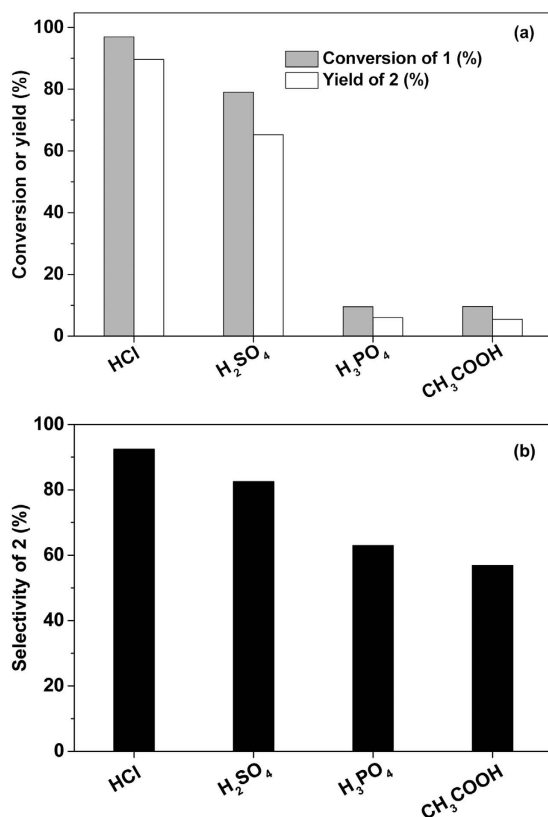 (a)
Conversion of 1 (%)
Yield of 2 (%)
Conversion or yield (%)
100
80
60
40
20
0
HCl
H₂SO₄
H₃PO₄
CH₃COOH
(b)
Selectivity of 2 (%)
100
80
60
40
20
0
HCl
H₂SO₄
H₃PO₄
CH₃COOH